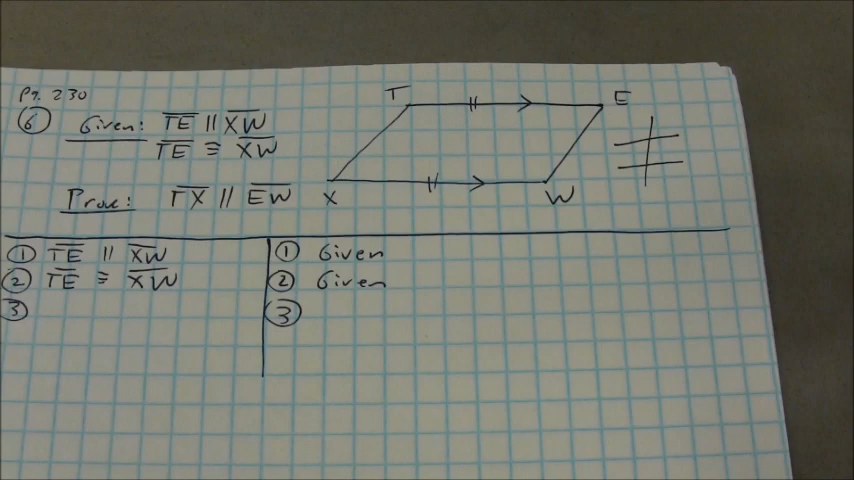 Pg. 230
⑥ Given: TE || XW
TE ≅ XW
Prove: TX || EW
T E
X W
① TE || XW ① Given
② TE ≅ XW ② Given
③ ③